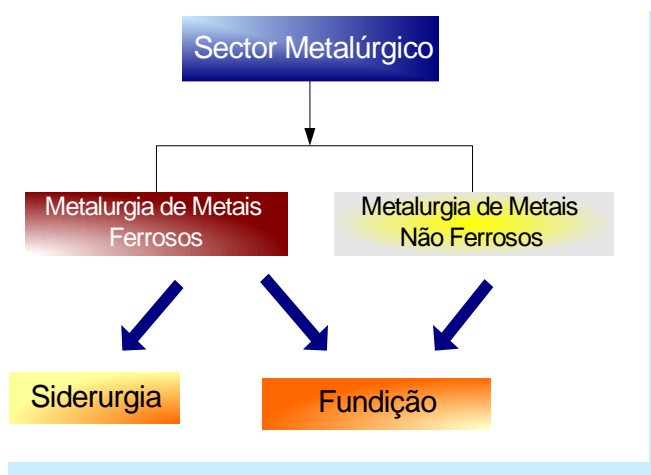 Sector Metalúrgico
Metalurgia de Metais
Ferrosos
Metalurgia de Metais
Não Ferrosos
Siderurgia
Fundição